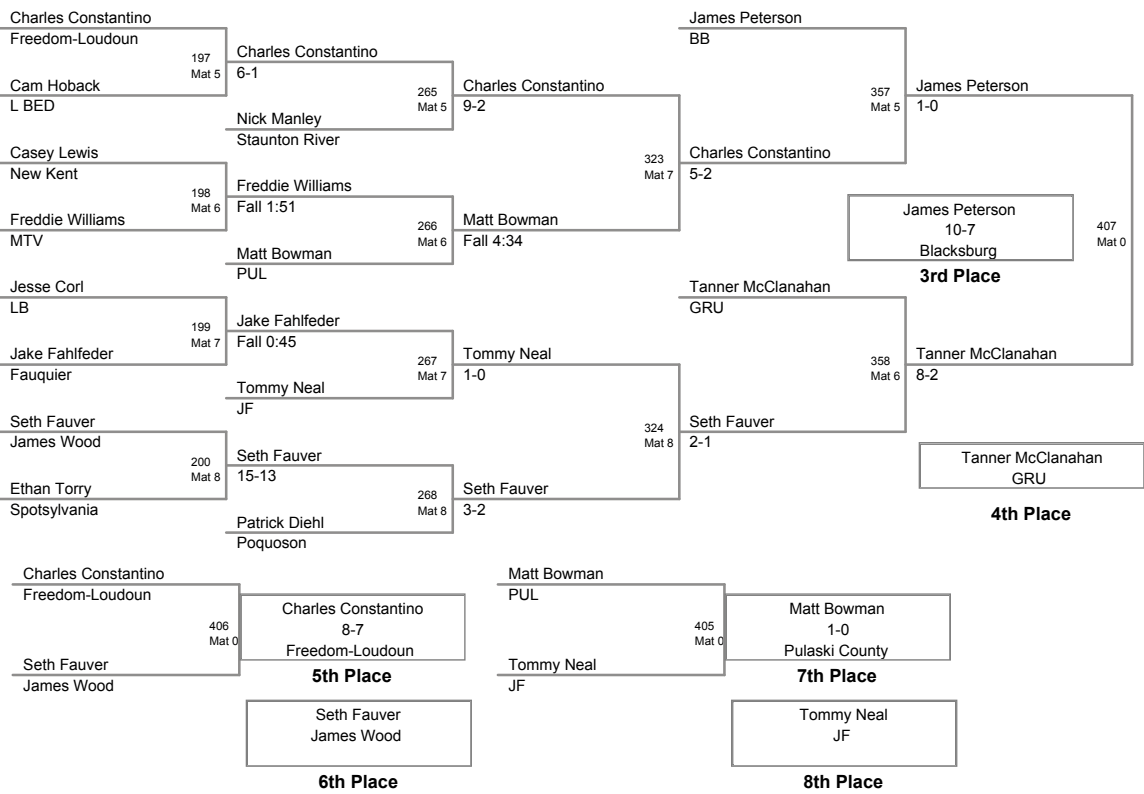 Charles Constantino
Freedom-Loudoun
197
Mat 5
Cam Hoback
L BED
Casey Lewis
New Kent
198
Mat 6
Freddie Williams
MTV
Jesse Corl
LB
199
Mat 7
Jake Fahlfeder
Fauquier
Seth Fauver
James Wood
200
Mat 8
Ethan Torry
Spotsylvania
Charles Constantino
6-1
265
Mat 5
Nick Manley
Staunton River
Freddie Williams
Fall 1:51
266
Mat 6
Matt Bowman
PUL
Jake Fahlfeder
Fall 0:45
267
Mat 7
Tommy Neal
JF
Seth Fauver
15-13
268
Mat 8
Patrick Diehl
Poquoson
Charles Constantino
9-2
323
Mat 7
Matt Bowman
Fall 4:34
Tommy Neal
1-0
324
Mat 8
Seth Fauver
3-2
James Peterson
BB
357
Mat 5
Charles Constantino
5-2
Tanner McClanahan
GRU
358
Mat 6
Seth Fauver
2-1
James Peterson
1-0
407
Mat 0
Tanner McClanahan
8-2
James Peterson
10-7
Blacksburg
3rd Place
Tanner McClanahan
GRU
4th Place
Charles Constantino
Freedom-Loudoun
406
Mat 0
Seth Fauver
James Wood
Charles Constantino
8-7
Freedom-Loudoun
5th Place
Seth Fauver
James Wood
6th Place
Matt Bowman
PUL
405
Mat 0
Tommy Neal
JF
Matt Bowman
1-0
Pulaski County
7th Place
Tommy Neal
JF
8th Place